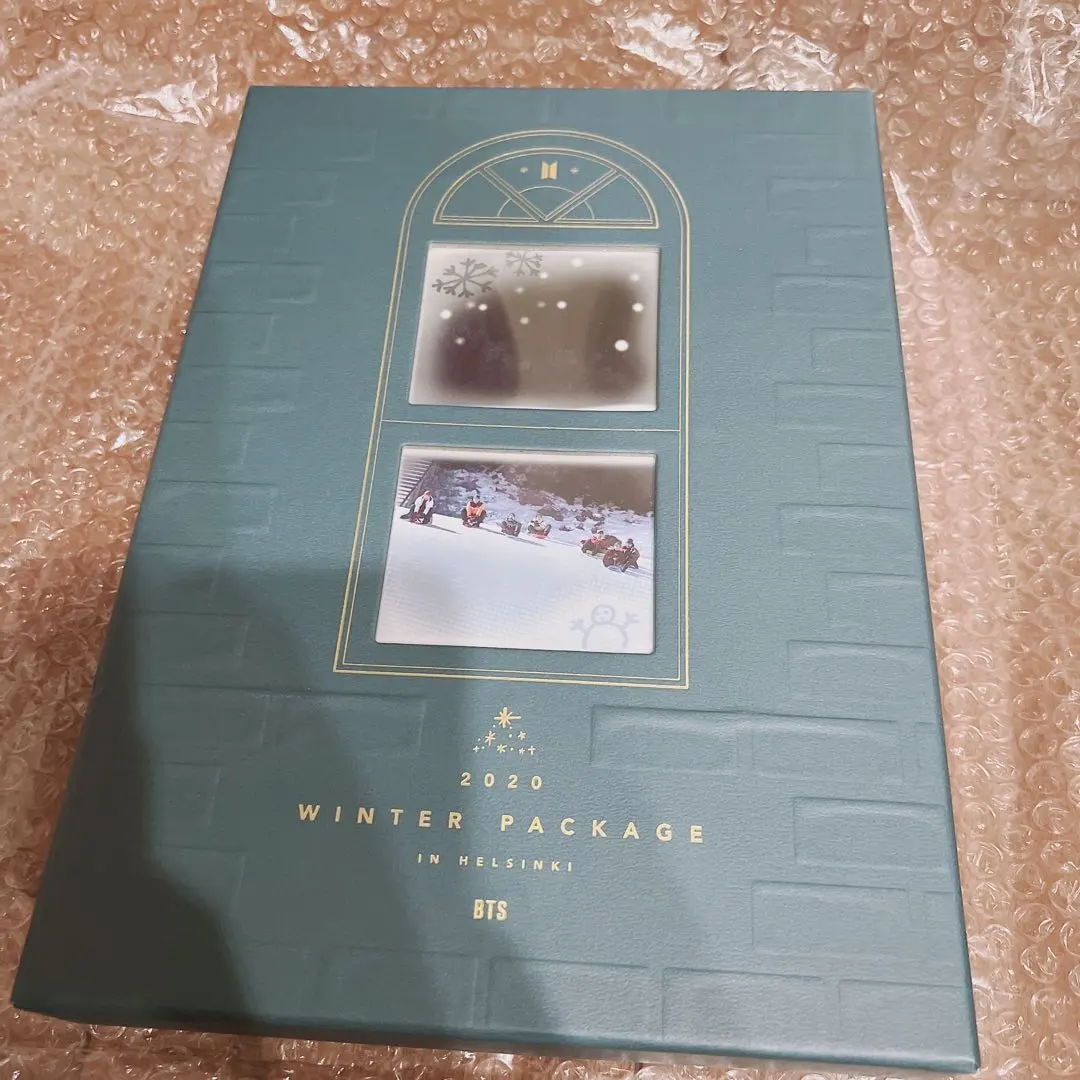 2020
WINTER PACKAGE
IN HELSINKI
BTS